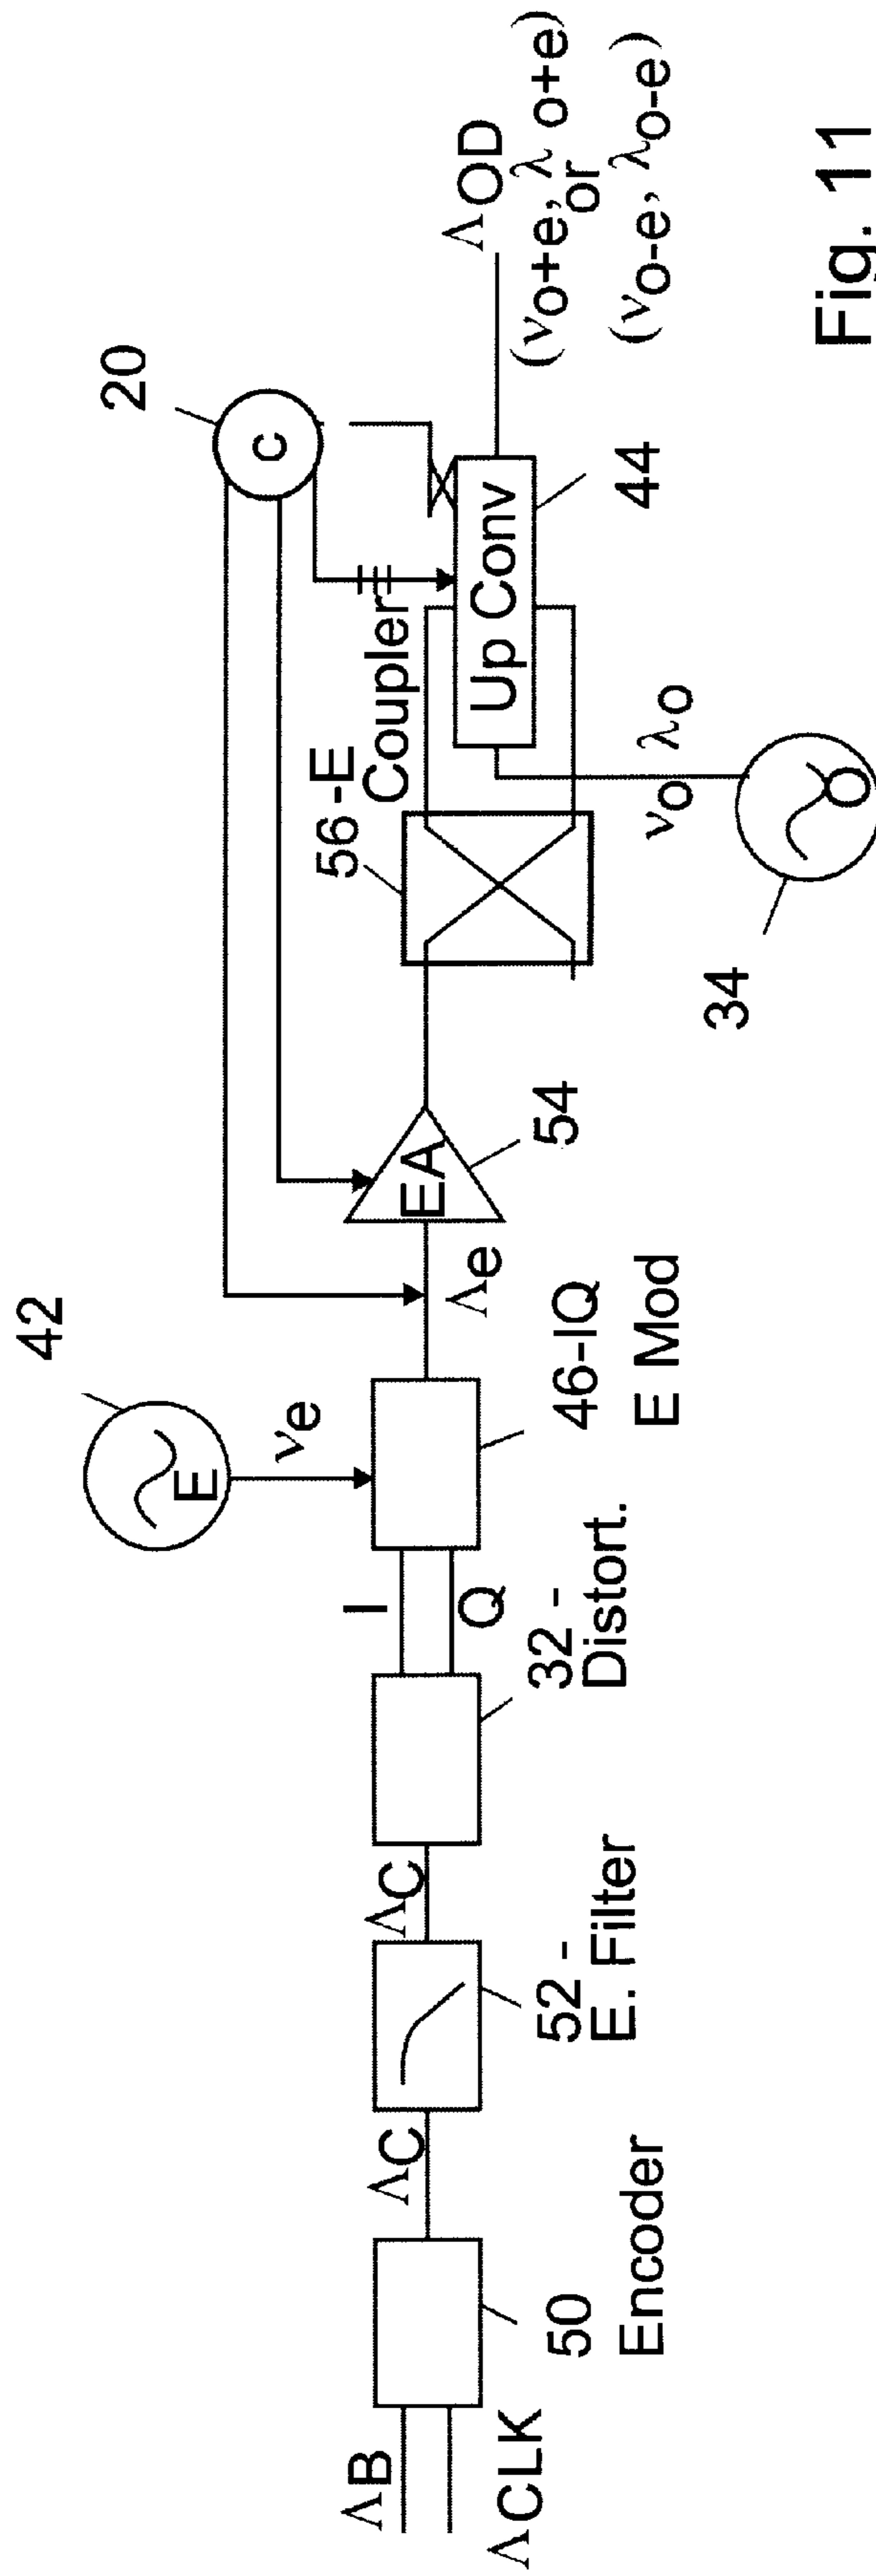 42
20
E
νe
C
ΛB
ΛCLK
50
Encoder
ΛC
52 -
E. Filter
ΛC
32 -
Distort.
I
Q
46-IQ
E Mod
Λe
EA
54
56 -E
Coupler
Up Conv
44
νo λo
O
34
ΛOD
(νo+e, λo+e)
or
(νo-e, λo-e)
Fig. 11